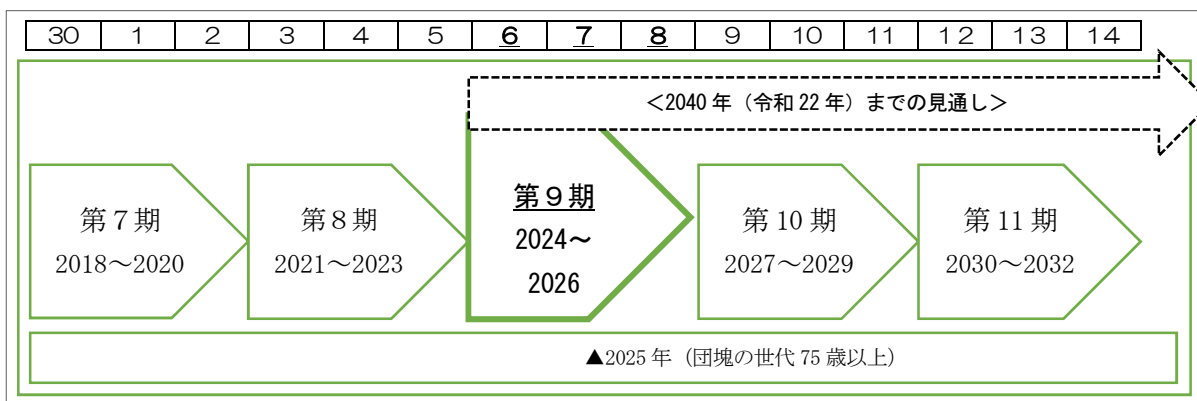 30 1 2 3 4 5 6 7 8 9 10 11 12 13 14
<2040 年（令和 22 年）までの見通し>
第７期
2018～2020
第８期
2021～2023
第９期
2024～
2026
第 10 期
2027～2029
第 11 期
2030～2032
▲2025 年（団塊の世代 75 歳以上）